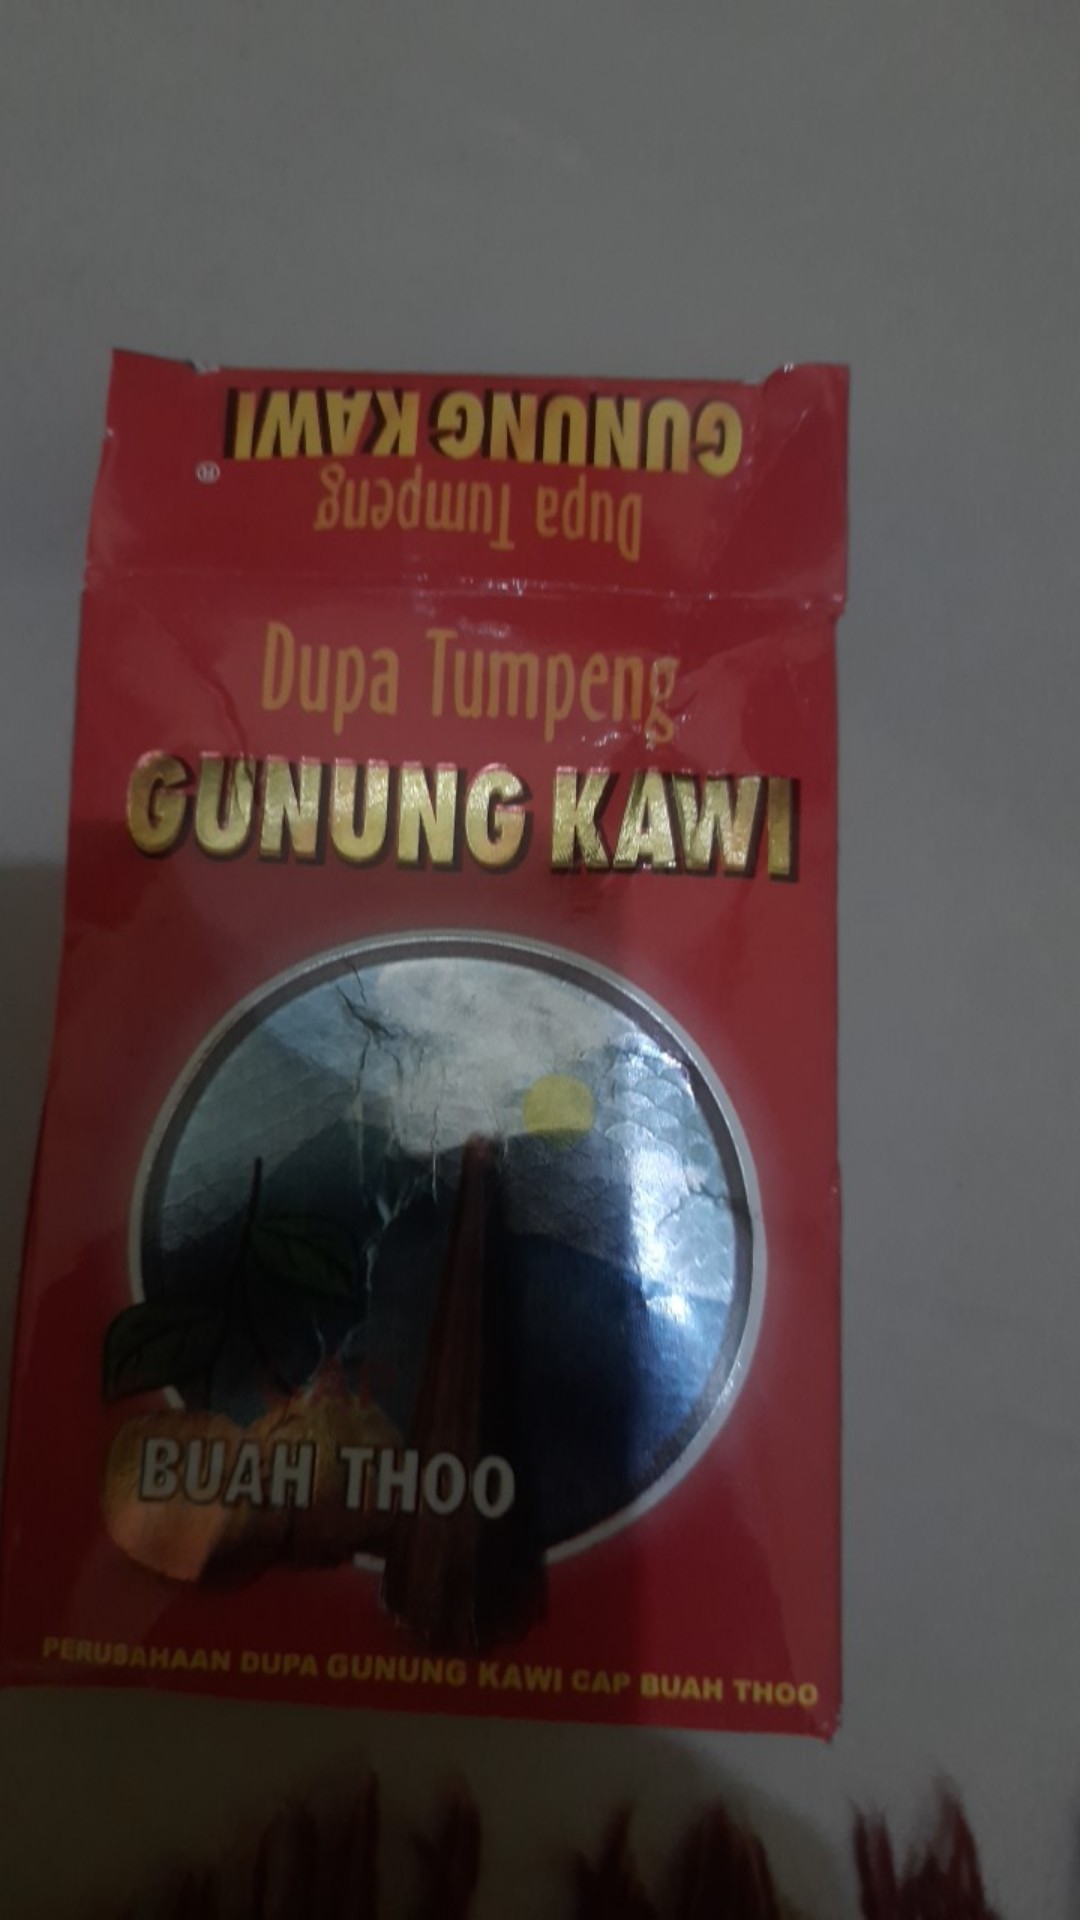 GUNUNG KAWI
Dupa Tumpeng
®
Dupa Tumpeng
GUNUNG KAWI
BUAH THOO
PERUSAHAAN DUPA GUNUNG KAWI CAP BUAH THOO